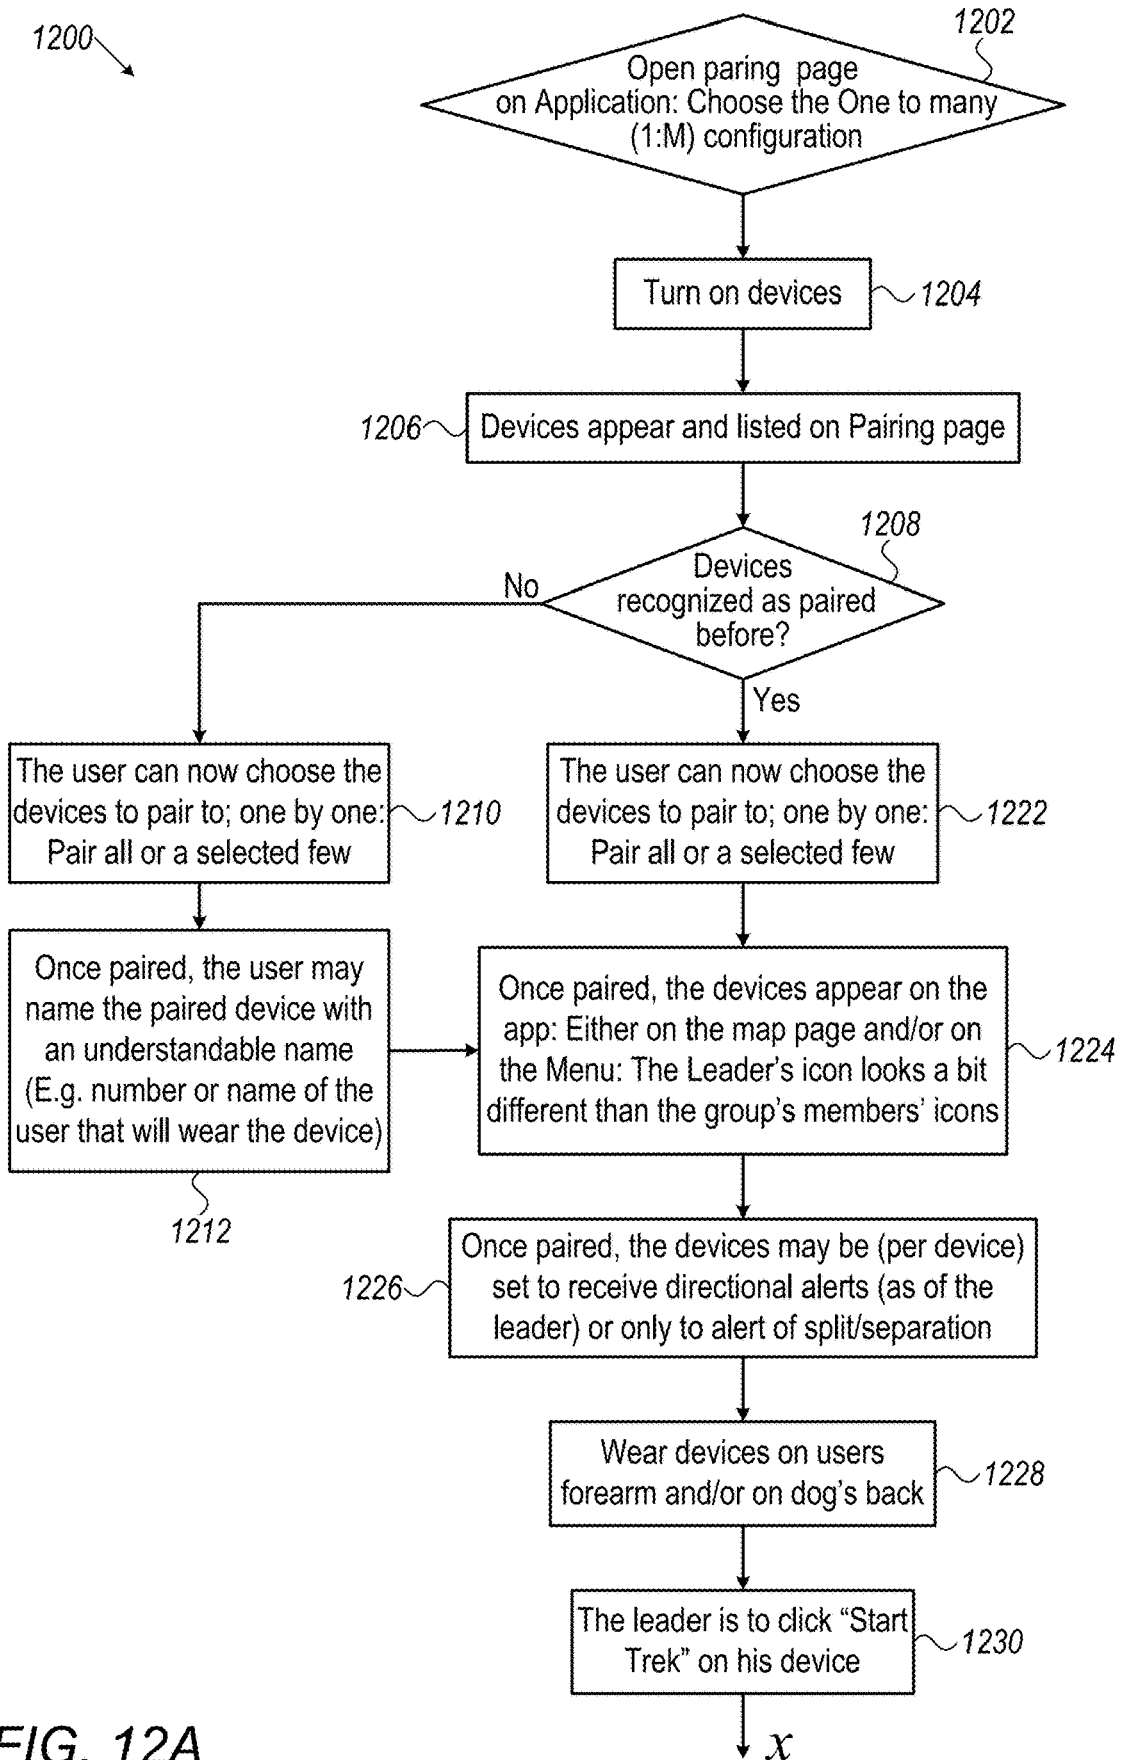 1200
1202
Open paring page
on Application: Choose the One to many
(1:M) configuration
Turn on devices
1204
1206
Devices appear and listed on Pairing page
1208
Devices
recognized as paired
before?
No
Yes
The user can now choose the
devices to pair to; one by one:
Pair all or a selected few
1210
The user can now choose the
devices to pair to; one by one:
Pair all or a selected few
1222
Once paired, the user may
name the paired device with
an understandable name
(E.g. number or name of the
user that will wear the device)
1212
Once paired, the devices appear on the
app: Either on the map page and/or on
the Menu: The Leader's icon looks a bit
different than the group's members' icons
1224
1226
Once paired, the devices may be (per device)
set to receive directional alerts (as of the
leader) or only to alert of split/separation
Wear devices on users
forearm and/or on dog's back
1228
The leader is to click “Start
Trek” on his device
1230
x
FIG. 12A